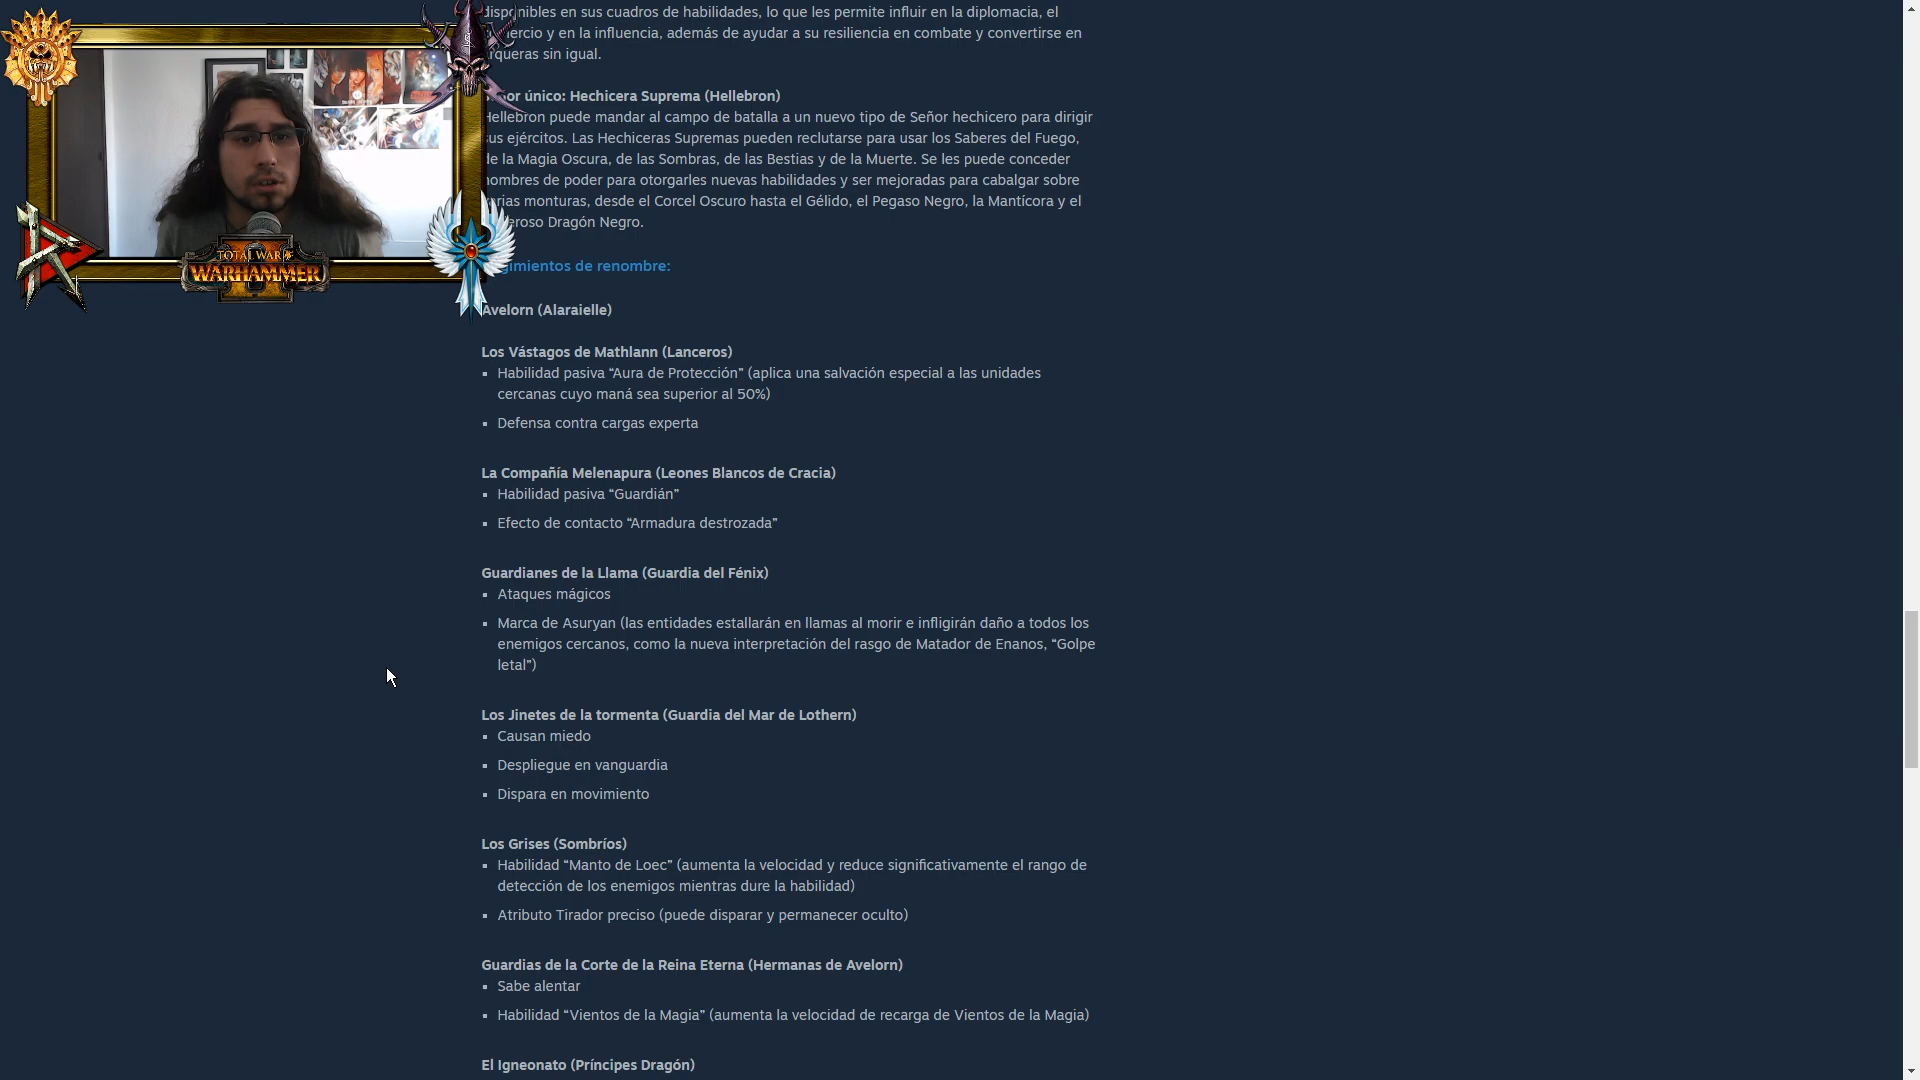 disponibles en sus cuadros de habilidades, lo que les permite influir en la diplomacia, el
y en la influencia, además de ayudar a su resiliencia en combate y convertirse en
sin igual.
único: Hechicera Suprema (Hellebron)
Hellebron puede mandar al campo de batalla a un nuevo tipo de Señor hechicero para dirigir
sus ejércitos. Las Hechiceras Supremas pueden reclutarse para usar los Saberes del Fuego,
de la Magia Oscura, de las Sombras, de las Bestias y de la Muerte. Se les puede conceder
nombres de poder para otorgarles nuevas habilidades y ser mejoradas para cabalgar sobre
monturas, desde el Corcel Oscuro hasta el Gélido, el Pegaso Negro, la Mantícora y el
Dragón Negro.
de renombre:
TOTAL WAR
WARHAMMER
II
Avelorn (Alaraielle)
Los Vástagos de Mathlann (Lanceros)
▪ Habilidad pasiva “Aura de Protección” (aplica una salvación especial a las unidades
cercanas cuyo maná sea superior al 50%)
▪ Defensa contra cargas experta
La Compañía Melenapura (Leones Blancos de Cracia)
▪ Habilidad pasiva “Guardián”
▪ Efecto de contacto “Armadura destrozada”
Guardianes de la Llama (Guardia del Fénix)
▪ Ataques mágicos
▪ Marca de Asuryan (las entidades estallarán en llamas al morir e infligirán daño a todos los
enemigos cercanos, como la nueva interpretación del rasgo de Matador de Enanos, “Golpe
letal”)
Los Jinetes de la tormenta (Guardia del Mar de Lothern)
▪ Causan miedo
▪ Despliegue en vanguardia
▪ Dispara en movimiento
Los Grises (Sombríos)
▪ Habilidad “Manto de Loec” (aumenta la velocidad y reduce significativamente el rango de
detección de los enemigos mientras dure la habilidad)
▪ Atributo Tirador preciso (puede disparar y permanecer oculto)
Guardias de la Corte de la Reina Eterna (Hermanas de Avelorn)
▪ Sabe alentar
▪ Habilidad “Vientos de la Magia” (aumenta la velocidad de recarga de Vientos de la Magia)
El Igneonato (Príncipes Dragón)